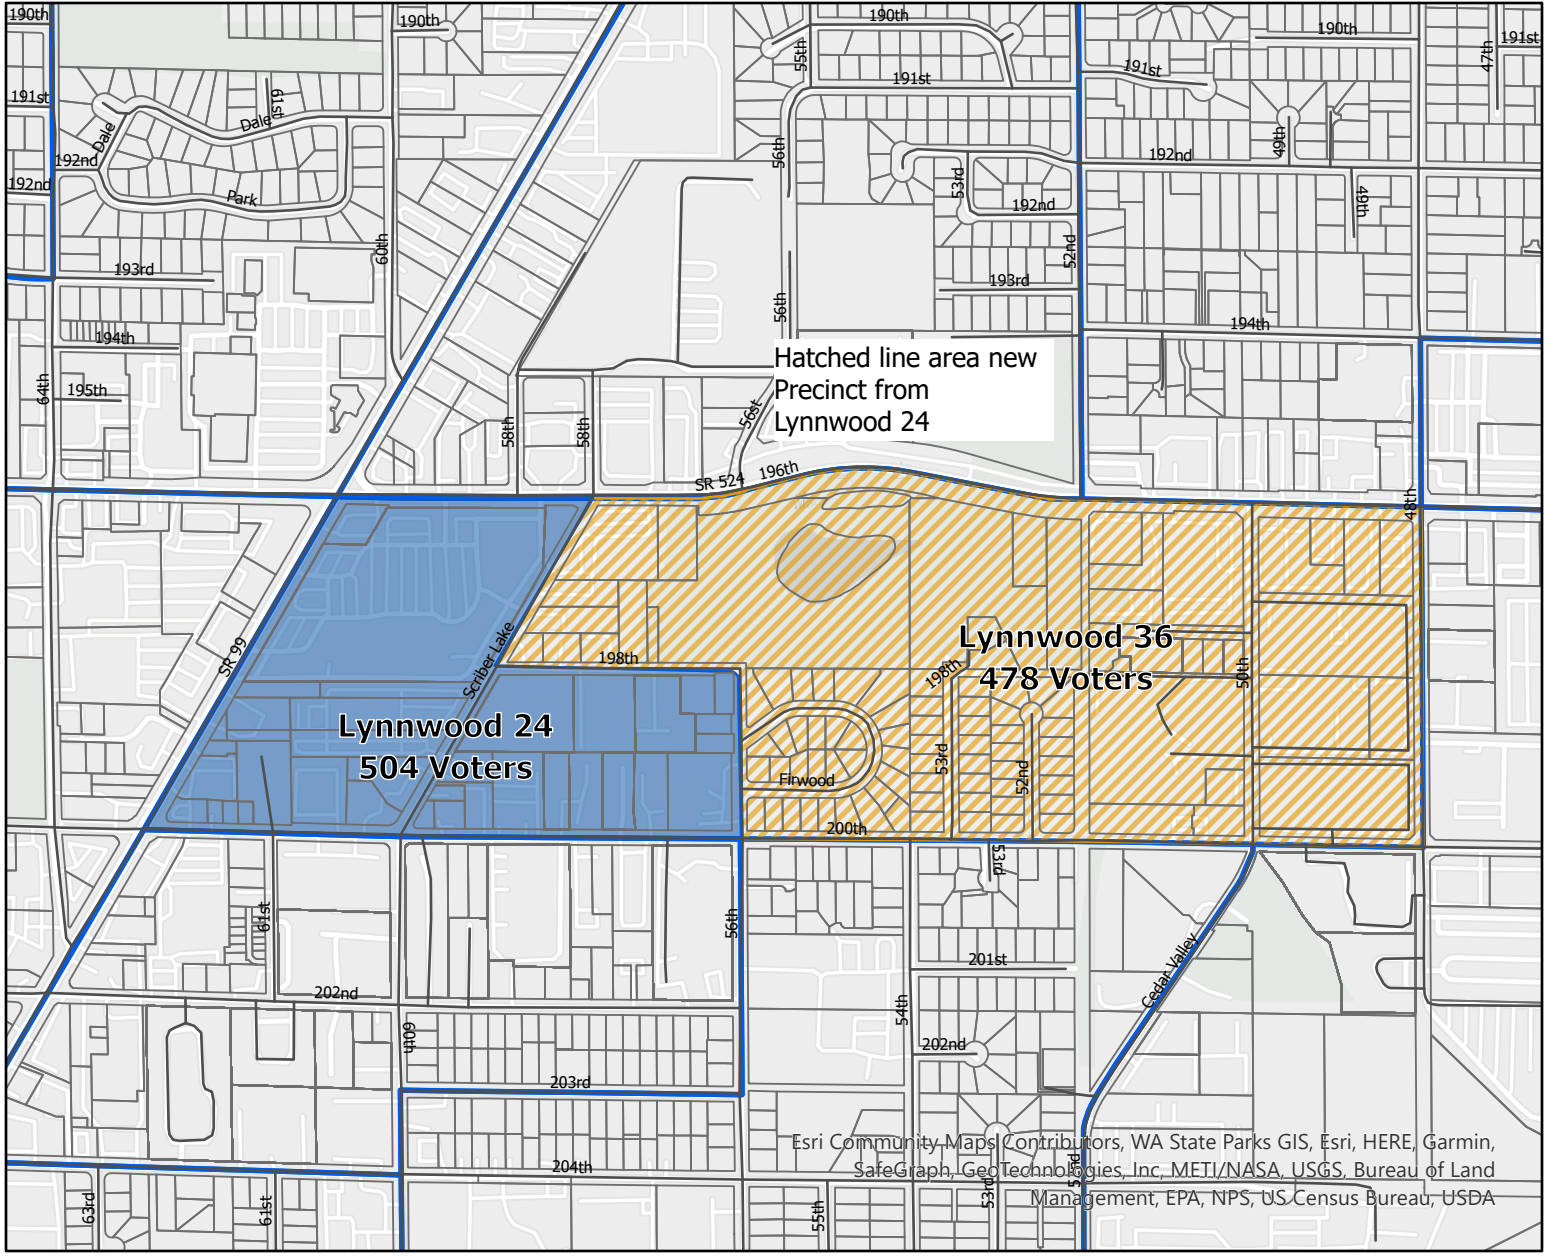 190th
190th
190th
190th
191st
47th
55th
191st
191st
191st
61st
Dale
Dale
49th
56th
192nd
192nd
192nd
53rd
49th
Park
192nd
60th
52nd
193rd
193rd
56th
194th
194th
64th
195th
Hatched line area new
Precinct from
Lynnwood 24
56st
58th
58th
SR 524
196th
48th
SR 99
Scriber Lake
198th
198th
50th
Lynnwood 36
478 Voters
Lynnwood 24
504 Voters
53rd
52nd
Firwood
200th
53rd
61st
56th
201st
Cedar Valley
202nd
54th
60th
202nd
203rd
Esri Community Maps Contributors, WA State Parks GIS, Esri, HERE, Garmin,
SafeGraph, GeoTechnologies, Inc, METI/NASA, USGS, Bureau of Land
Management, EPA, NPS, US Census Bureau, USDA
204th
52nd
63rd
61st
55th
53rd